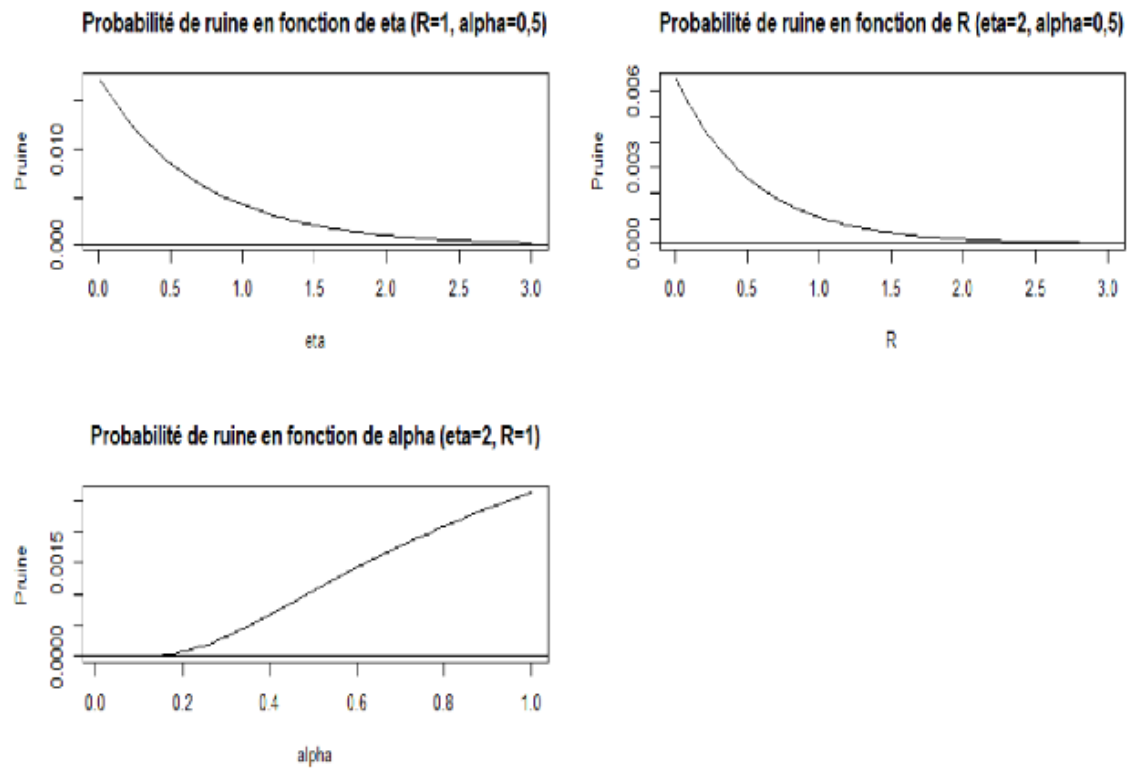 Probabilité de ruine en fonction de eta (R=1, alpha=0,5)
Pruine
0.000 0.010
0.0 0.5 1.0 1.5 2.0 2.5 3.0
eta
Probabilité de ruine en fonction de R (eta=2, alpha=0,5)
Pruine
0.000 0.003 0.006
0.0 0.5 1.0 1.5 2.0 2.5 3.0
R
Probabilité de ruine en fonction de alpha (eta=2, R=1)
Pruine
0.0000 0.0015
0.0 0.2 0.4 0.6 0.8 1.0
alpha